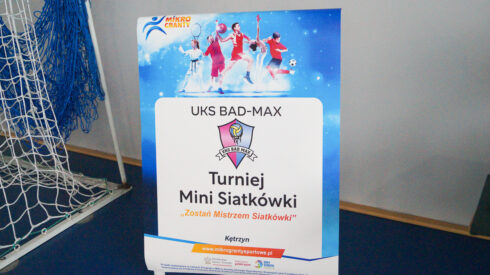 MIKRO
GRANTY
UKS BAD-MAX
UKS BAD MAX
Turniej
Mini Siatkówki
„Zostań Mistrzem Siatkówki"
Kętrzyn
www.mikrograntysportowe.pl